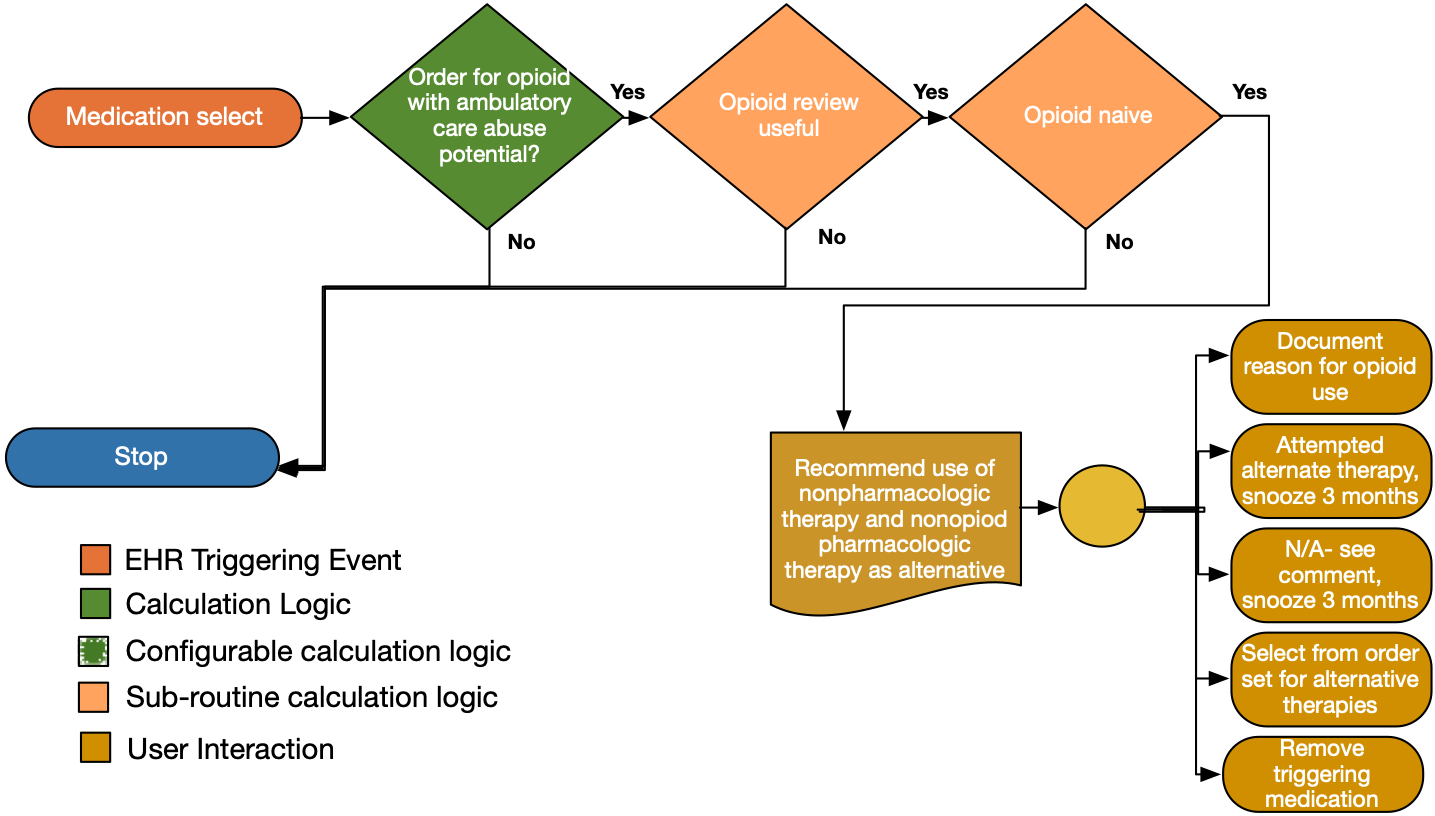 Medication select
Order for opioid
with ambulatory
care abuse
potential?
Yes
No
Opioid review
useful
Yes
No
Opioid naive
Yes
No
Stop
Recommend use of
nonpharmacologic
therapy and nonopiod
pharmacologic
therapy as alternative
Document
reason for opioid
use
Attempted
alternate therapy,
snooze 3 months
N/A- see
comment,
snooze 3 months
Select from order
set for alternative
therapies
Remove
triggering
medication
EHR Triggering Event
Calculation Logic
Configurable calculation logic
Sub-routine calculation logic
User Interaction